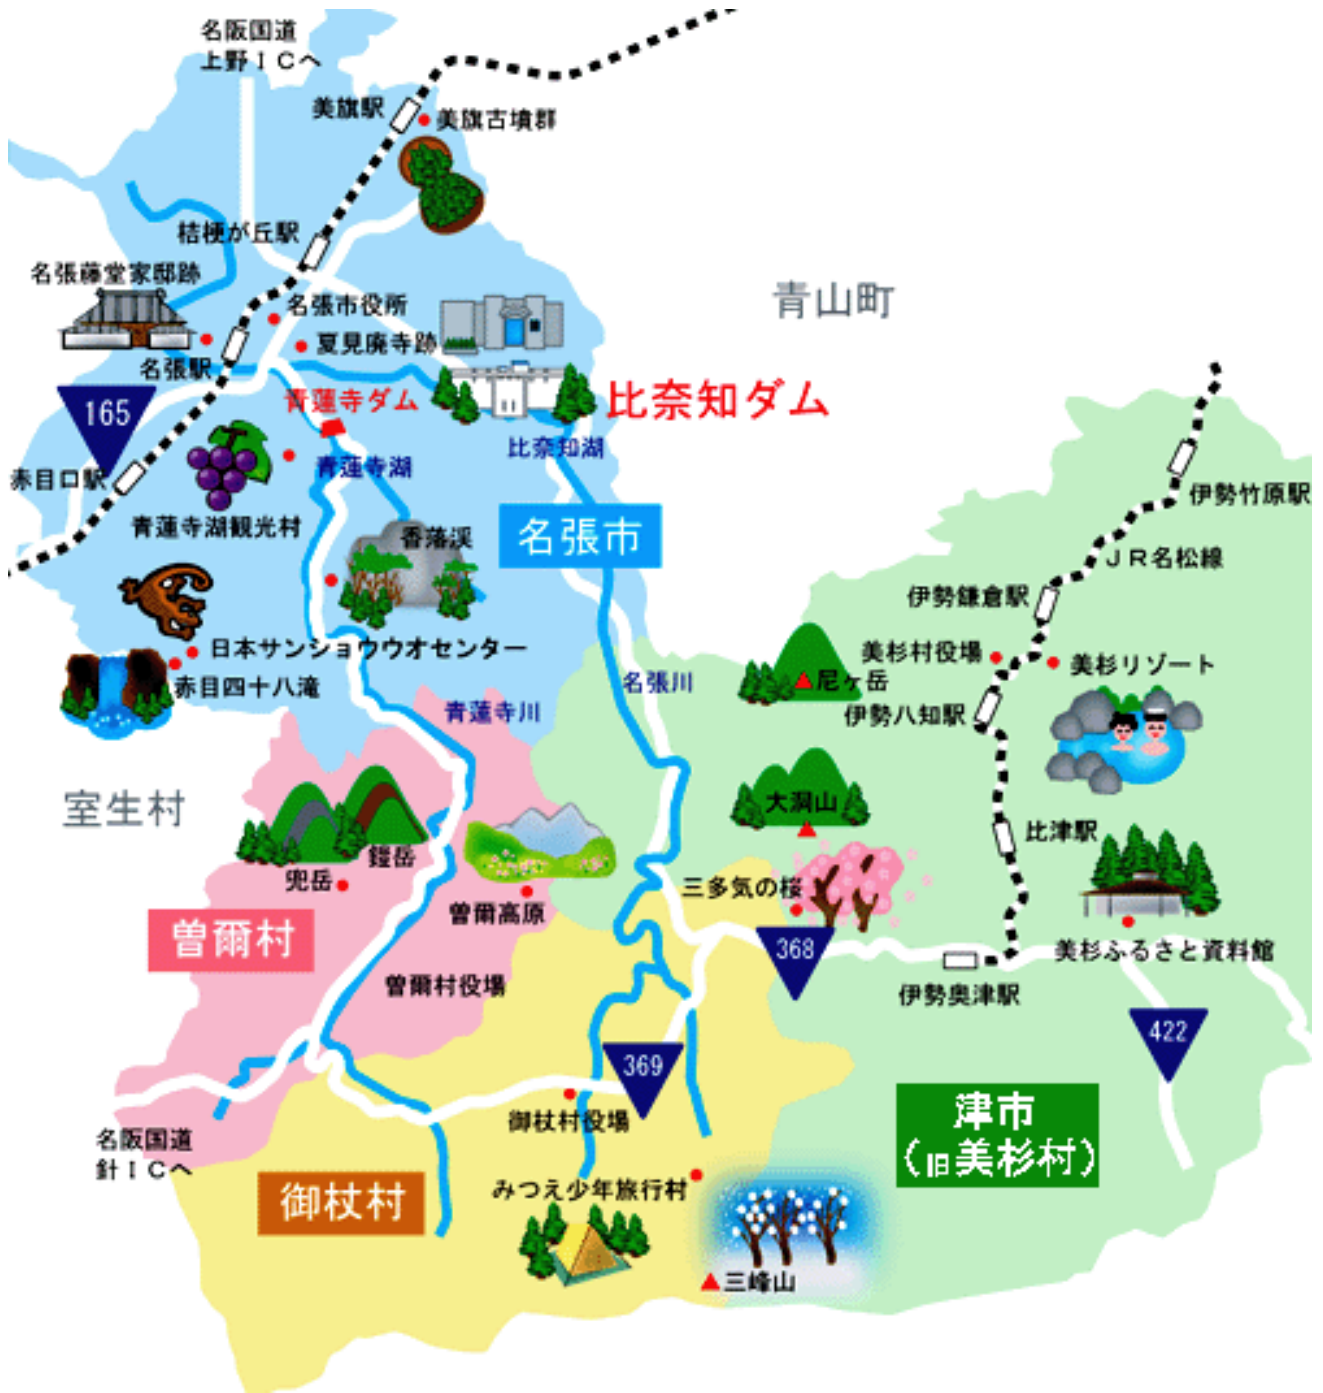 名阪国道
上野ＩＣへ
美旗駅
美旗古墳群
桔梗が丘駅
名張藤堂家邸跡
名張市役所
青山町
夏見廃寺跡
名張駅
165
青蓮寺ダム
比奈知ダム
比奈知湖
青蓮寺湖
赤目口駅
伊勢竹原駅
青蓮寺湖観光村
香落渓
名張市
ＪＲ名松線
伊勢鎌倉駅
日本サンショウウオセンター
美杉村役場
美杉リゾート
赤目四十八滝
名張川
尼ヶ岳
青蓮寺川
伊勢八知駅
室生村
大洞山
比津駅
鎧岳
兜岳
三多気の桜
曽爾高原
曽爾村
368
美杉ふるさと資料館
曽爾村役場
伊勢奥津駅
422
369
津市
（旧美杉村）
御杖村役場
名阪国道
針ＩＣへ
御杖村
みつえ少年旅行村
三峰山